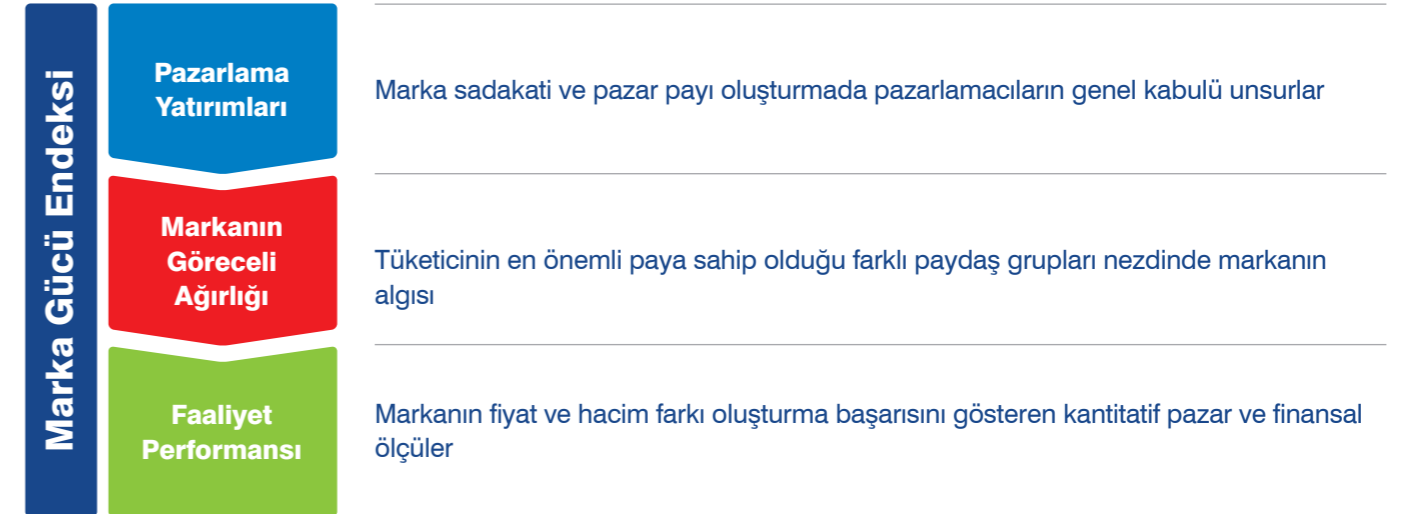 Marka Gücü Endeksi
Pazarlama
Yatırımları
Marka sadakati ve pazar payı oluşturmada pazarlamacıların genel kabulü unsurlar
Markanın
Göreceli
Ağırlığı
Tüketicinin en önemli paya sahip olduğu farklı paydaş grupları nezdinde markanın
algısı
Faaliyet
Performansı
Markanın fiyat ve hacim farkı oluşturma başarısını gösteren kantitatif pazar ve finansal
ölçüler